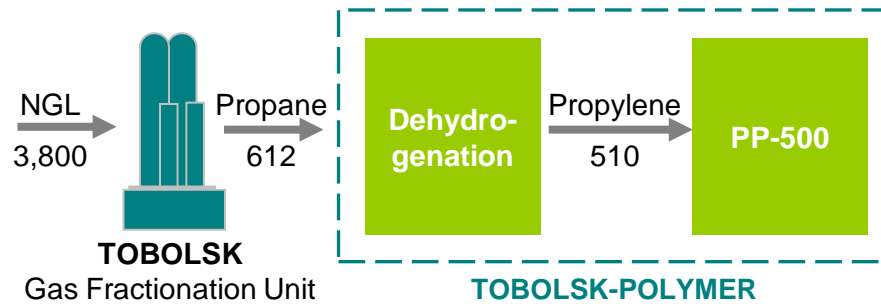 NGL
3,800
Propane
612
Dehydro-
genation
Propylene
510
PP-500
TOBOLSK
Gas Fractionation Unit
TOBOLSK-POLYMER